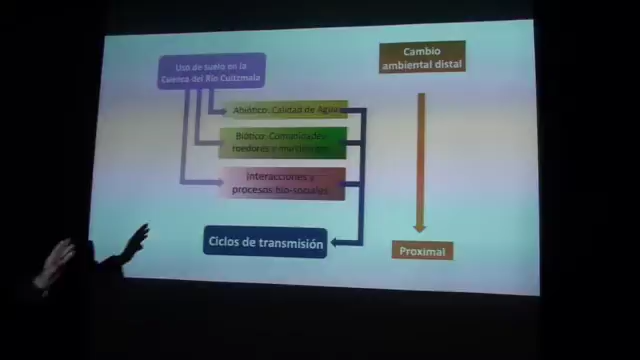 Uso de suelo en la
Cuenca del Río Cuitzmala
Cambio
ambiental distal
Abiótico: Calidad de Agua
Biótico: Comunidades
roedores y
Interacciones y
procesos bio-sociales
Ciclos de transmisión
Proximal